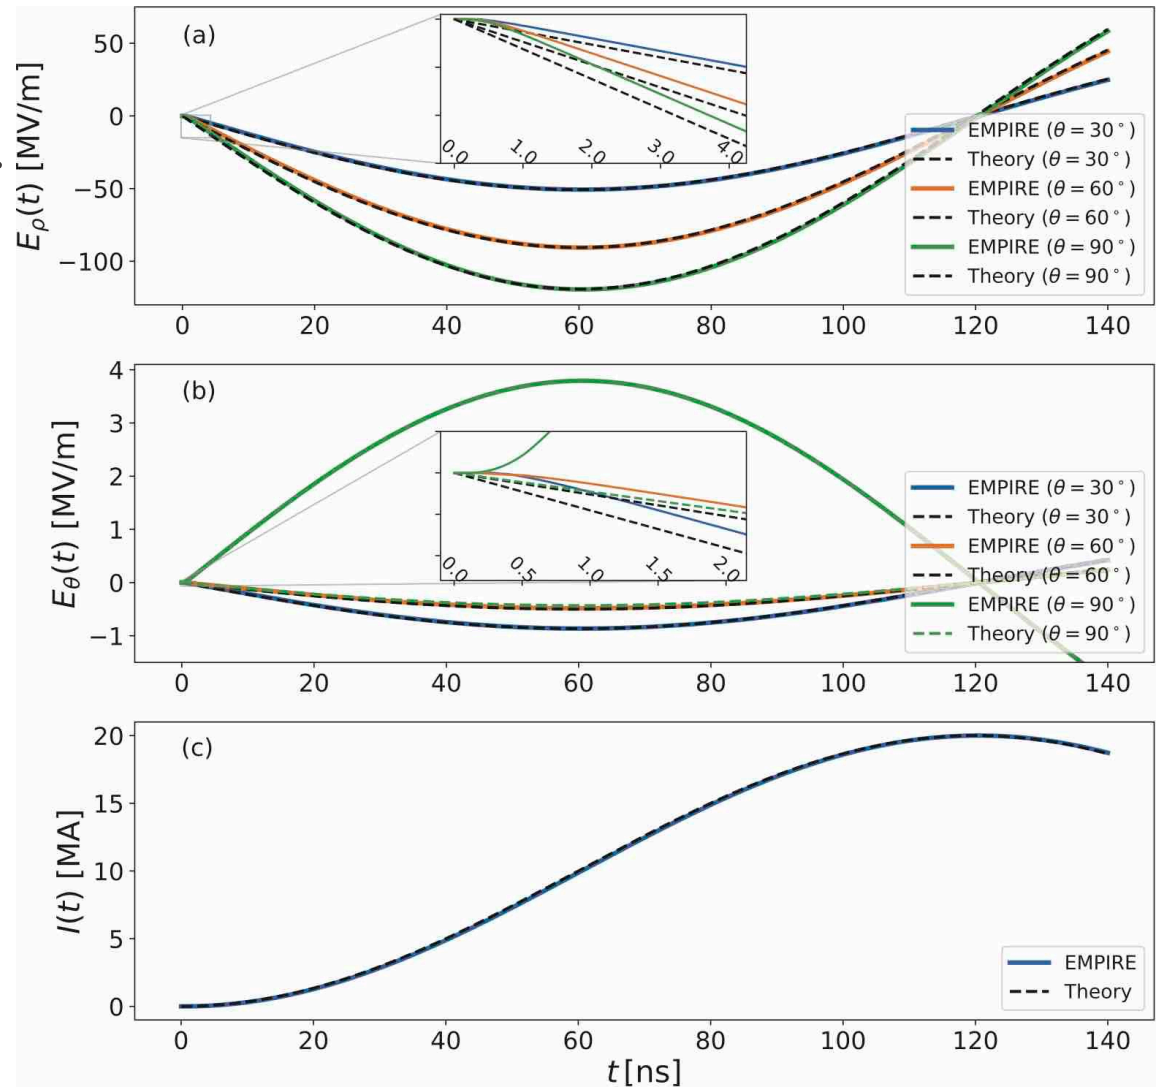 (a)
E_ρ(t) [MV/m]
50
0
−50
−100
0.0 1.0 2.0 3.0 4.0
EMPIRE (θ = 30°)
Theory (θ = 30°)
EMPIRE (θ = 60°)
Theory (θ = 60°)
EMPIRE (θ = 90°)
Theory (θ = 90°)
0 20 40 60 80 100 120 140
(b)
E_θ(t) [MV/m]
4
3
2
1
0
−1
0.0 0.5 1.0 1.5 2.0
EMPIRE (θ = 30°)
Theory (θ = 30°)
EMPIRE (θ = 60°)
Theory (θ = 60°)
EMPIRE (θ = 90°)
Theory (θ = 90°)
0 20 40 60 80 100 120 140
(c)
I(t) [MA]
20
15
10
5
0
EMPIRE
Theory
0 20 40 60 80 100 120 140
t [ns]